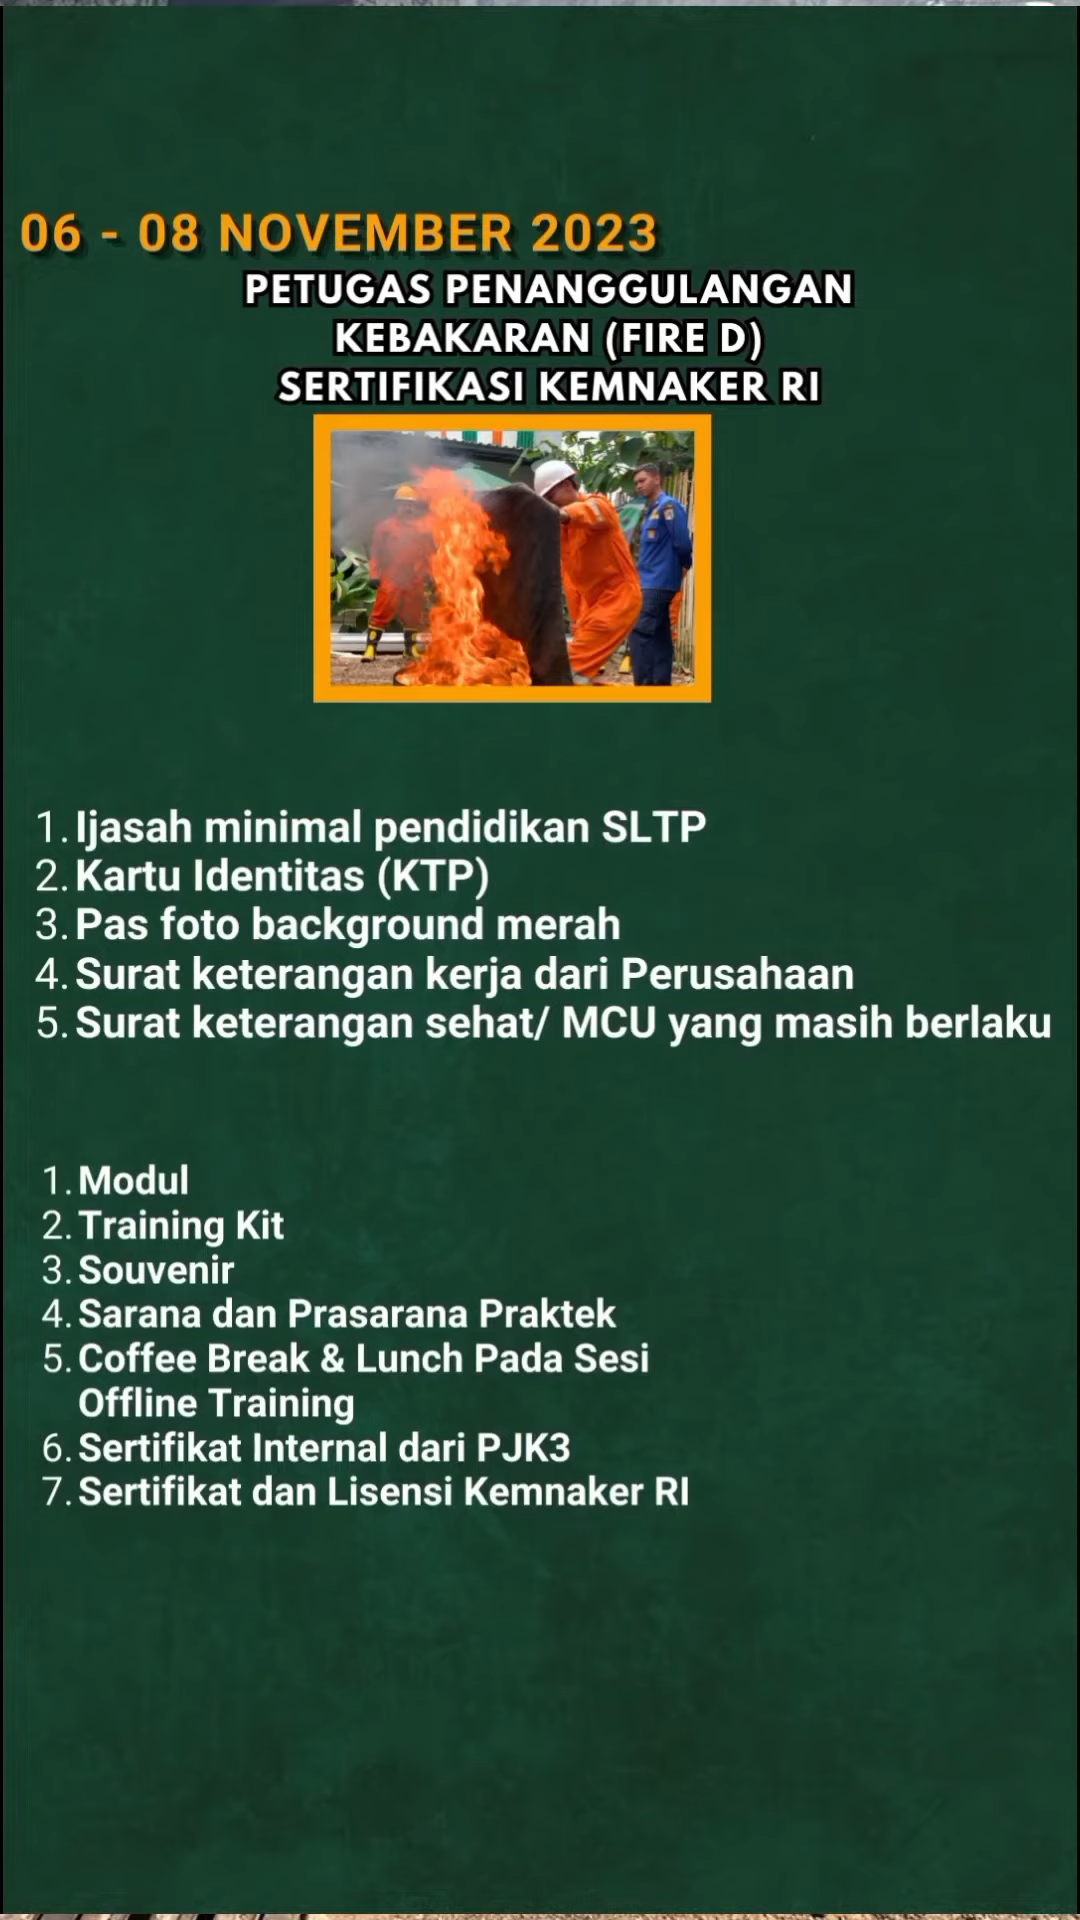 06 - 08 NOVEMBER 2023
PETUGAS PENANGGULANGAN
KEBAKARAN (FIRE D)
SERTIFIKASI KEMNAKER RI
1. Ijasah minimal pendidikan SLTP
2. Kartu Identitas (KTP)
3. Pas foto background merah
4. Surat keterangan kerja dari Perusahaan
5. Surat keterangan sehat/ MCU yang masih berlaku
1. Modul
2. Training Kit
3. Souvenir
4. Sarana dan Prasarana Praktek
5. Coffee Break & Lunch Pada Sesi
Offline Training
6. Sertifikat Internal dari PJK3
7. Sertifikat dan Lisensi Kemnaker RI